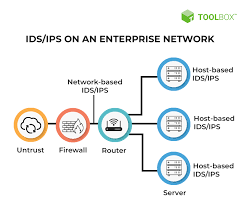 TOOLBOX
IDS/IPS ON AN ENTERPRISE NETWORK
Network-based
IDS/IPS
Host-based
IDS/IPS
Host-based
IDS/IPS
Untrust
Firewall
Router
Host-based
IDS/IPS
Server